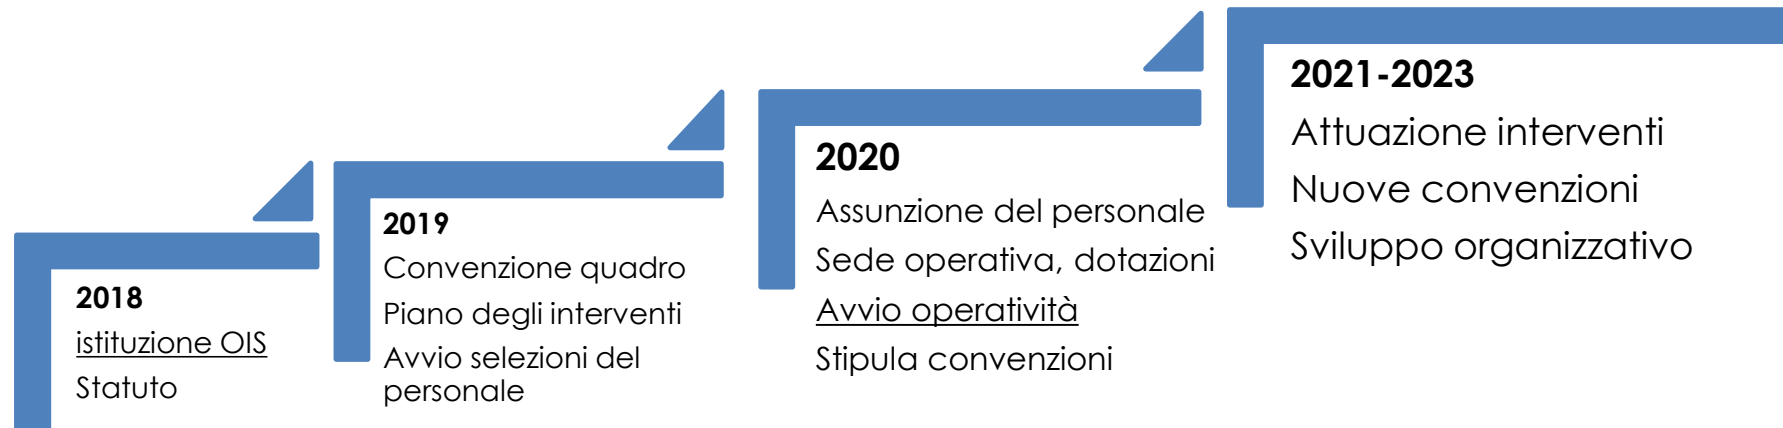 2018
istituzione OIS
Statuto
2019
Convenzione quadro
Piano degli interventi
Avvio selezioni del
personale
2020
Assunzione del personale
Sede operativa, dotazioni
Avvio operatività
Stipula convenzioni
2021-2023
Attuazione interventi
Nuove convenzioni
Sviluppo organizzativo